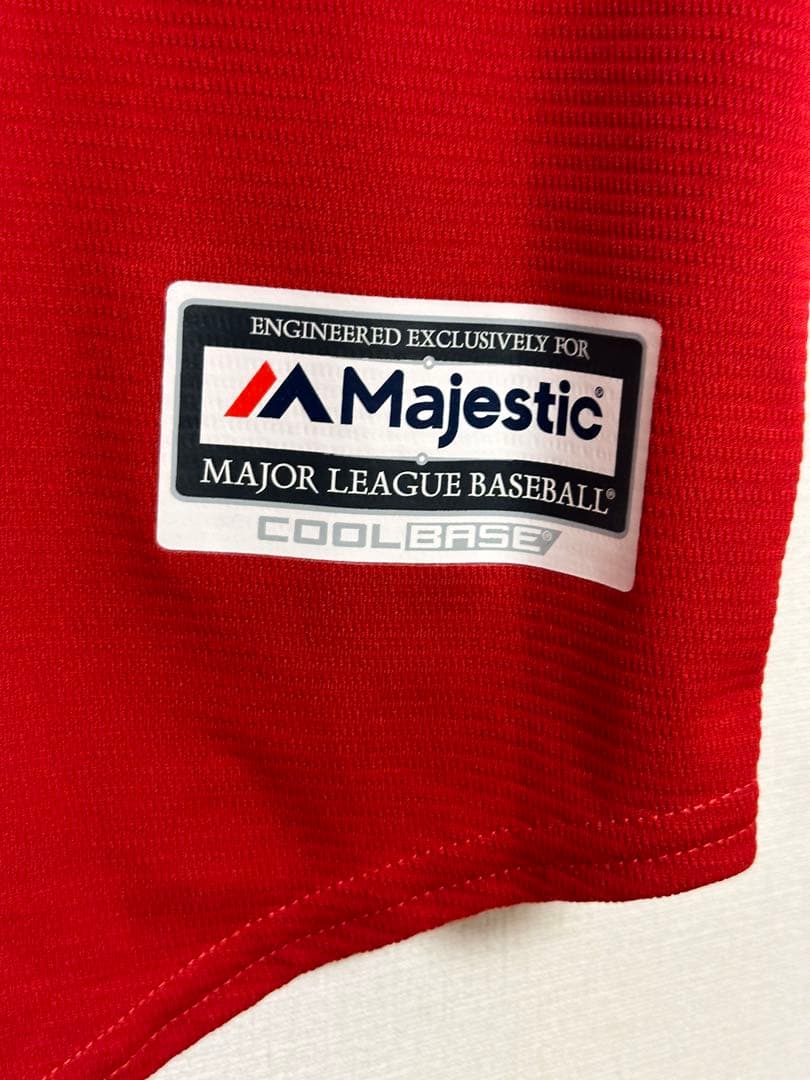 ENGINEERED EXCLUSIVELY FOR
Majestic®
MAJOR LEAGUE BASEBALL®
COOLBASE®